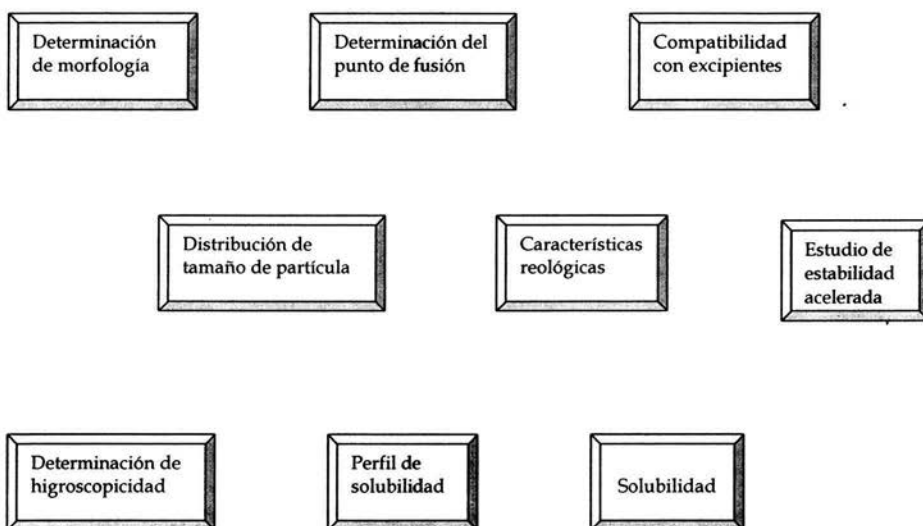 Determinación
de morfología
Determinación del
punto de fusión
Compatibilidad
con excipientes
Distribución de
tamaño de partícula
Características
reológicas
Estudio de
estabilidad
acelerada
Determinación de
higroscopicidad
Perfil de
solubilidad
Solubilidad